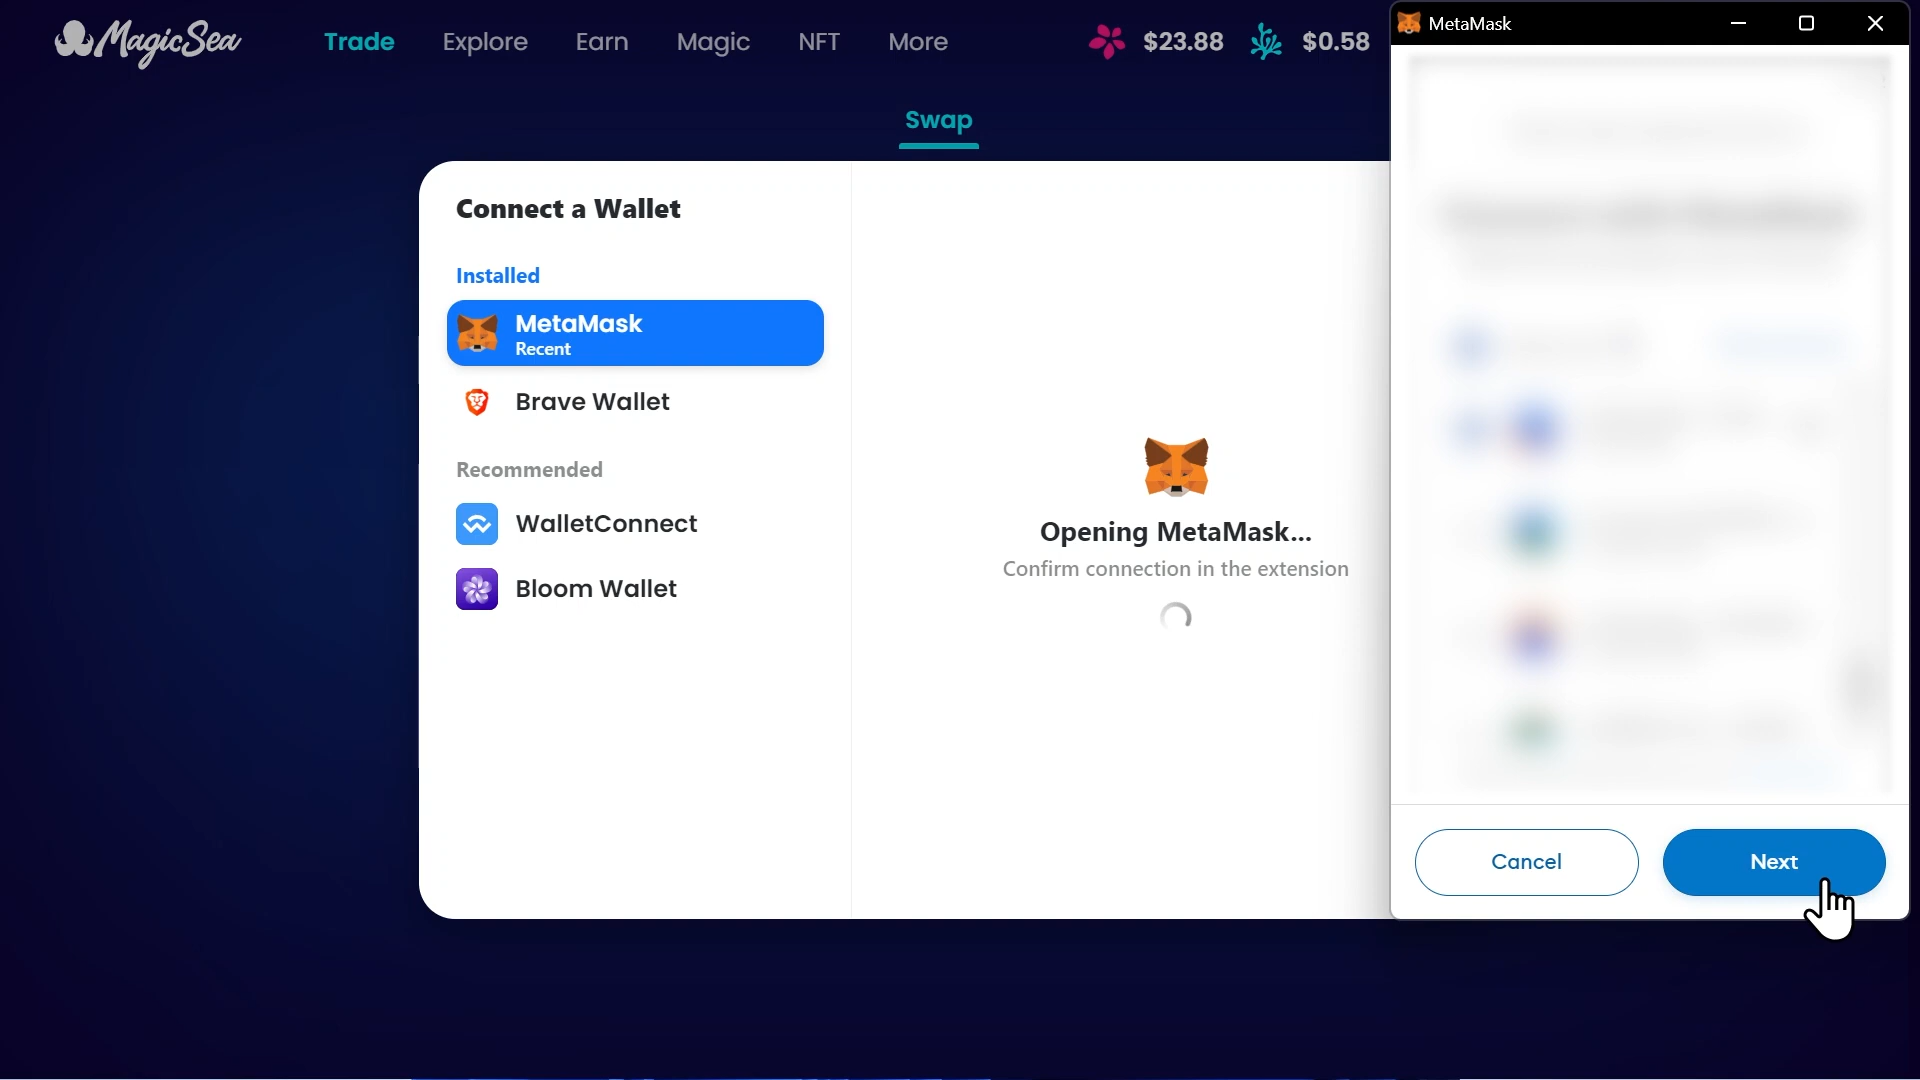 MagicSea
Trade
Explore
Earn
Magic
NFT
More
$23.88
$0.58
MetaMask
Swap
Connect a Wallet
Installed
MetaMask
Recent
Brave Wallet
Recommended
WalletConnect
Bloom Wallet
Opening MetaMask...
Confirm connection in the extension
Cancel
Next